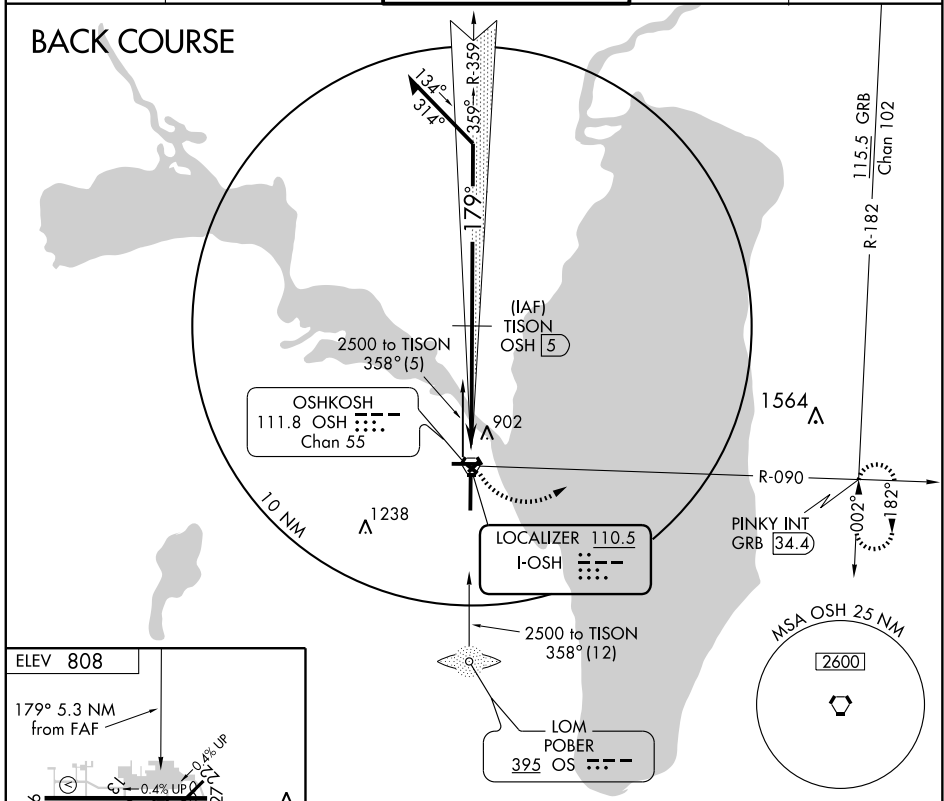 BACK COURSE
R-359
359°
134°
314°
179°
115.5 GRB
Chan 102
R-182
(IAF)
TISON
OSH 5
2500 to TISON
358° (5)
OSHKOSH
111.8 OSH
Chan 55
902
1564
R-090
10 NM
1238
LOCALIZER 110.5
I-OSH
PINKY INT
GRB 34.4
002°
182°
2500 to TISON
358° (12)
MSA OSH 25 NM
2600
LOM
POBER
395 OS
ELEV 808
179° 5.3 NM
from FAF
0.4% UP
0.4% UP
V
13
22
27